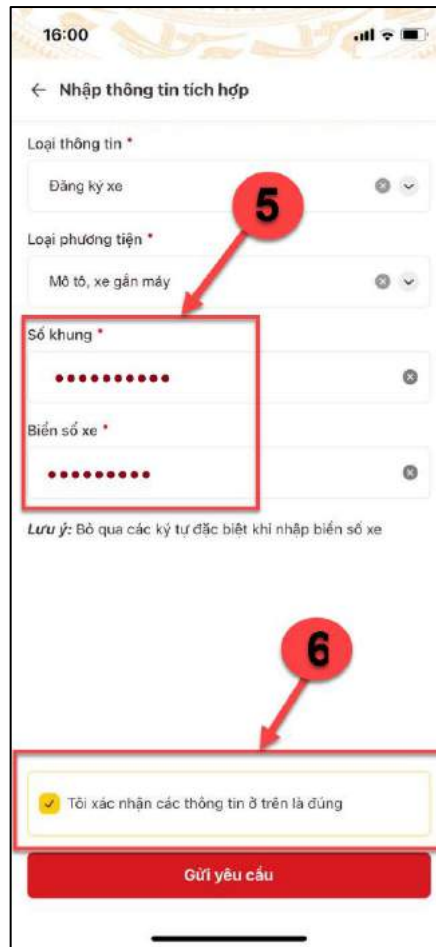 16:00
← Nhập thông tin tích hợp
Loại thông tin *
Đăng ký xe
5
Loại phương tiện *
Mô tô, xe gắn máy
Số khung *
••••••••••
Biển số xe *
•••••••••
Lưu ý: Bỏ qua các ký tự đặc biệt khi nhập biển số xe
6
Tôi xác nhận các thông tin ở trên là đúng
Gửi yêu cầu